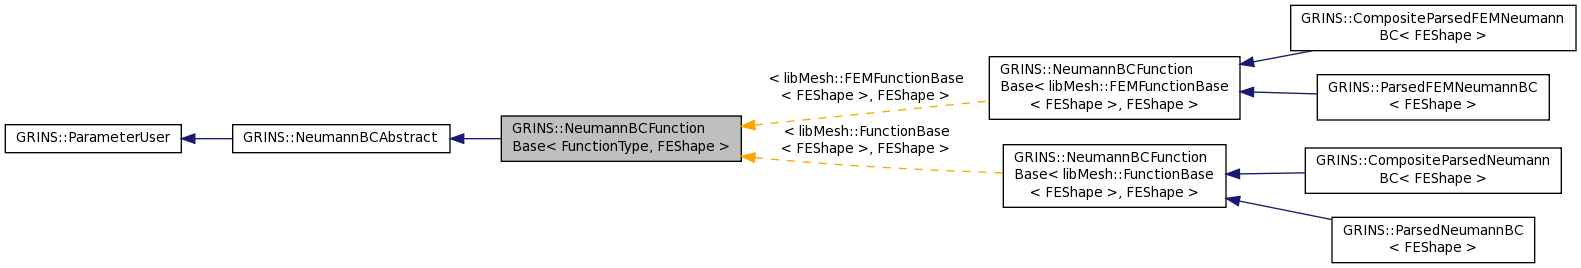 GRINS::ParameterUser
GRINS::NeumannBCAbstract
GRINS::NeumannBCFunction
Base< FunctionType, FEShape >
< libMesh::FEMFunctionBase
< FEShape >, FEShape >
< libMesh::FunctionBase
< FEShape >, FEShape >
GRINS::NeumannBCFunction
Base< libMesh::FEMFunctionBase
< FEShape >, FEShape >
GRINS::NeumannBCFunction
Base< libMesh::FunctionBase
< FEShape >, FEShape >
GRINS::CompositeParsedFEMNeumann
BC< FEShape >
GRINS::ParsedFEMNeumannBC
< FEShape >
GRINS::CompositeParsedNeumann
BC< FEShape >
GRINS::ParsedNeumannBC
< FEShape >